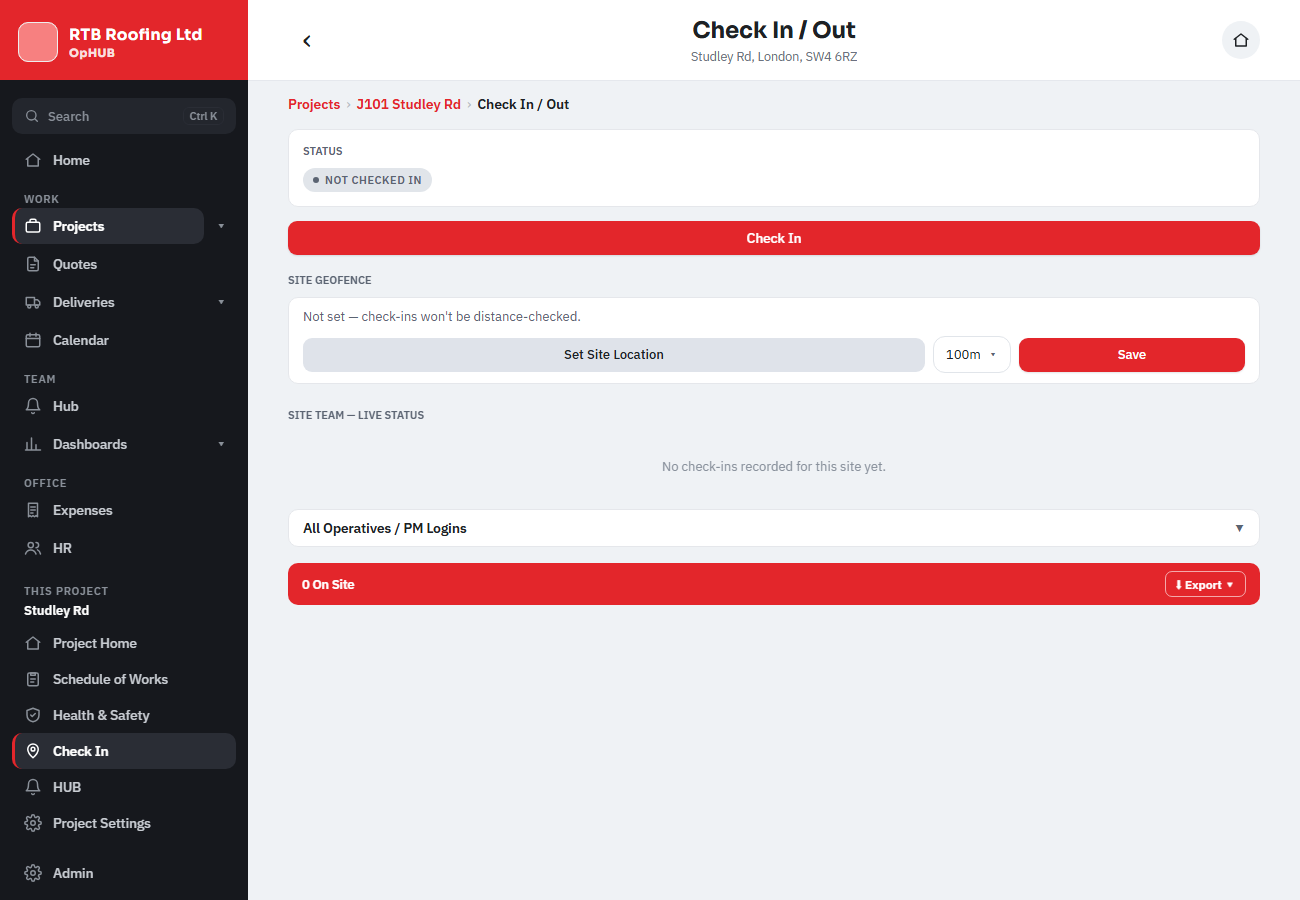 RTB Roofing Ltd
OpHUB
Search
Ctrl K
Home
WORK
Projects
Quotes
Deliveries
Calendar
TEAM
Hub
Dashboards
OFFICE
Expenses
HR
THIS PROJECT
Studley Rd
Project Home
Schedule of Works
Health & Safety
Check In
HUB
Project Settings
Admin
Check In / Out
Studley Rd, London, SW4 6RZ
Projects › J101 Studley Rd › Check In / Out
STATUS
NOT CHECKED IN
Check In
SITE GEOFENCE
Not set — check-ins won't be distance-checked.
Set Site Location
100m
Save
SITE TEAM — LIVE STATUS
No check-ins recorded for this site yet.
All Operatives / PM Logins
0 On Site
Export